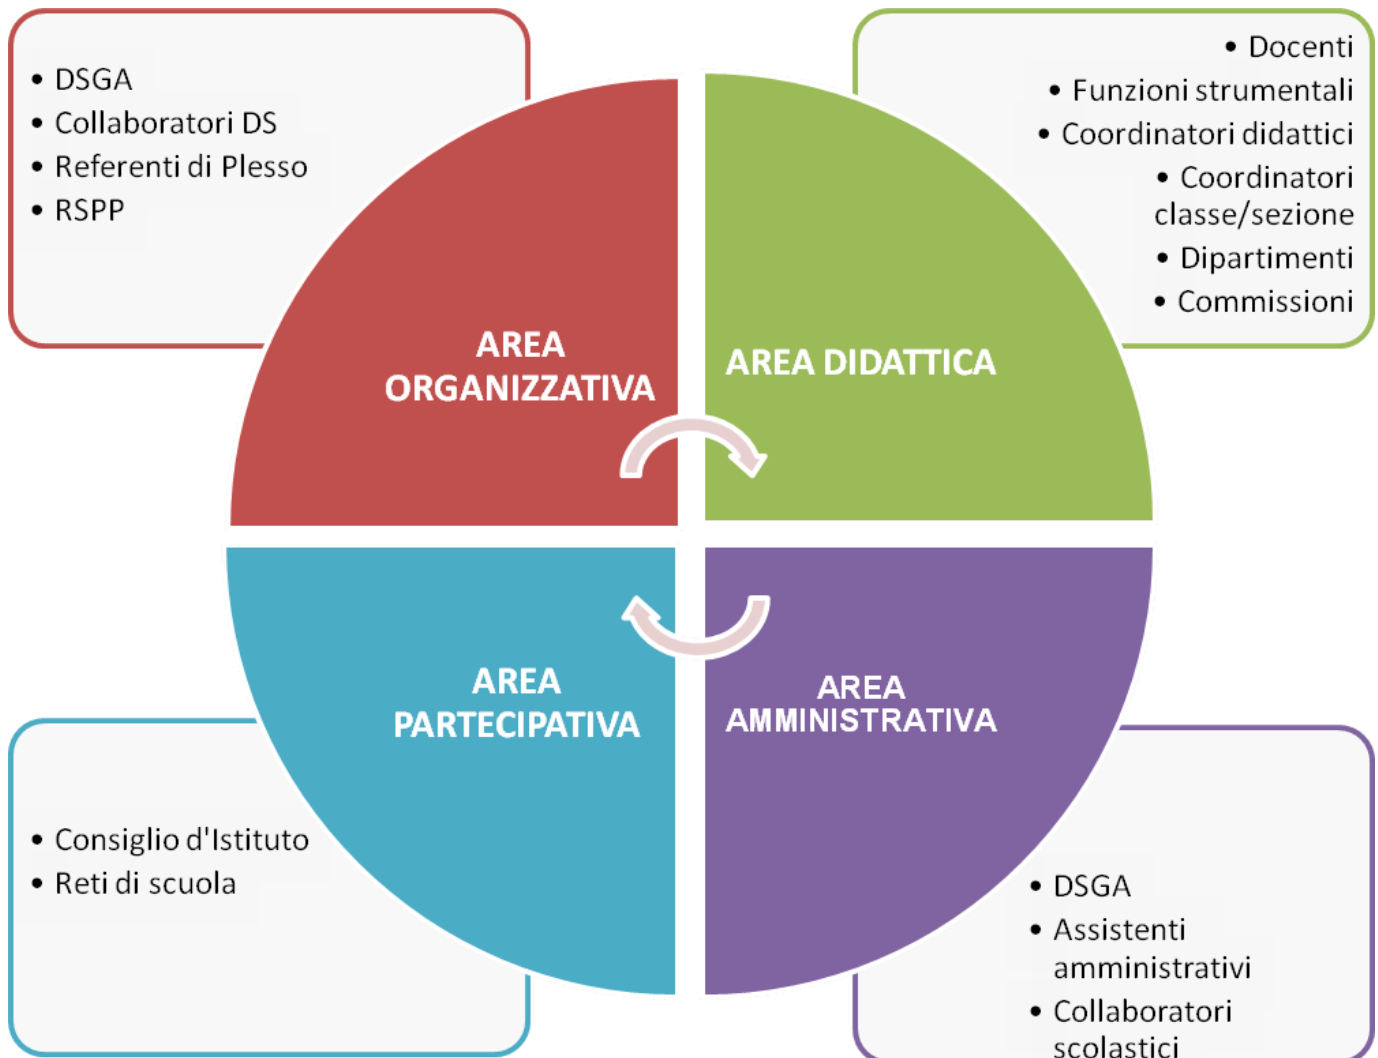 • DSGA
• Collaboratori DS
• Referenti di Plesso
• RSPP
• Docenti
• Funzioni strumentali
• Coordinatori didattici
• Coordinatori
classe/sezione
• Dipartimenti
• Commissioni
AREA
ORGANIZZATIVA
AREA DIDATTICA
AREA
PARTECIPATIVA
AREA
AMMINISTRATIVA
• Consiglio d'Istituto
• Reti di scuola
• DSGA
• Assistenti
amministrativi
• Collaboratori
scolastici